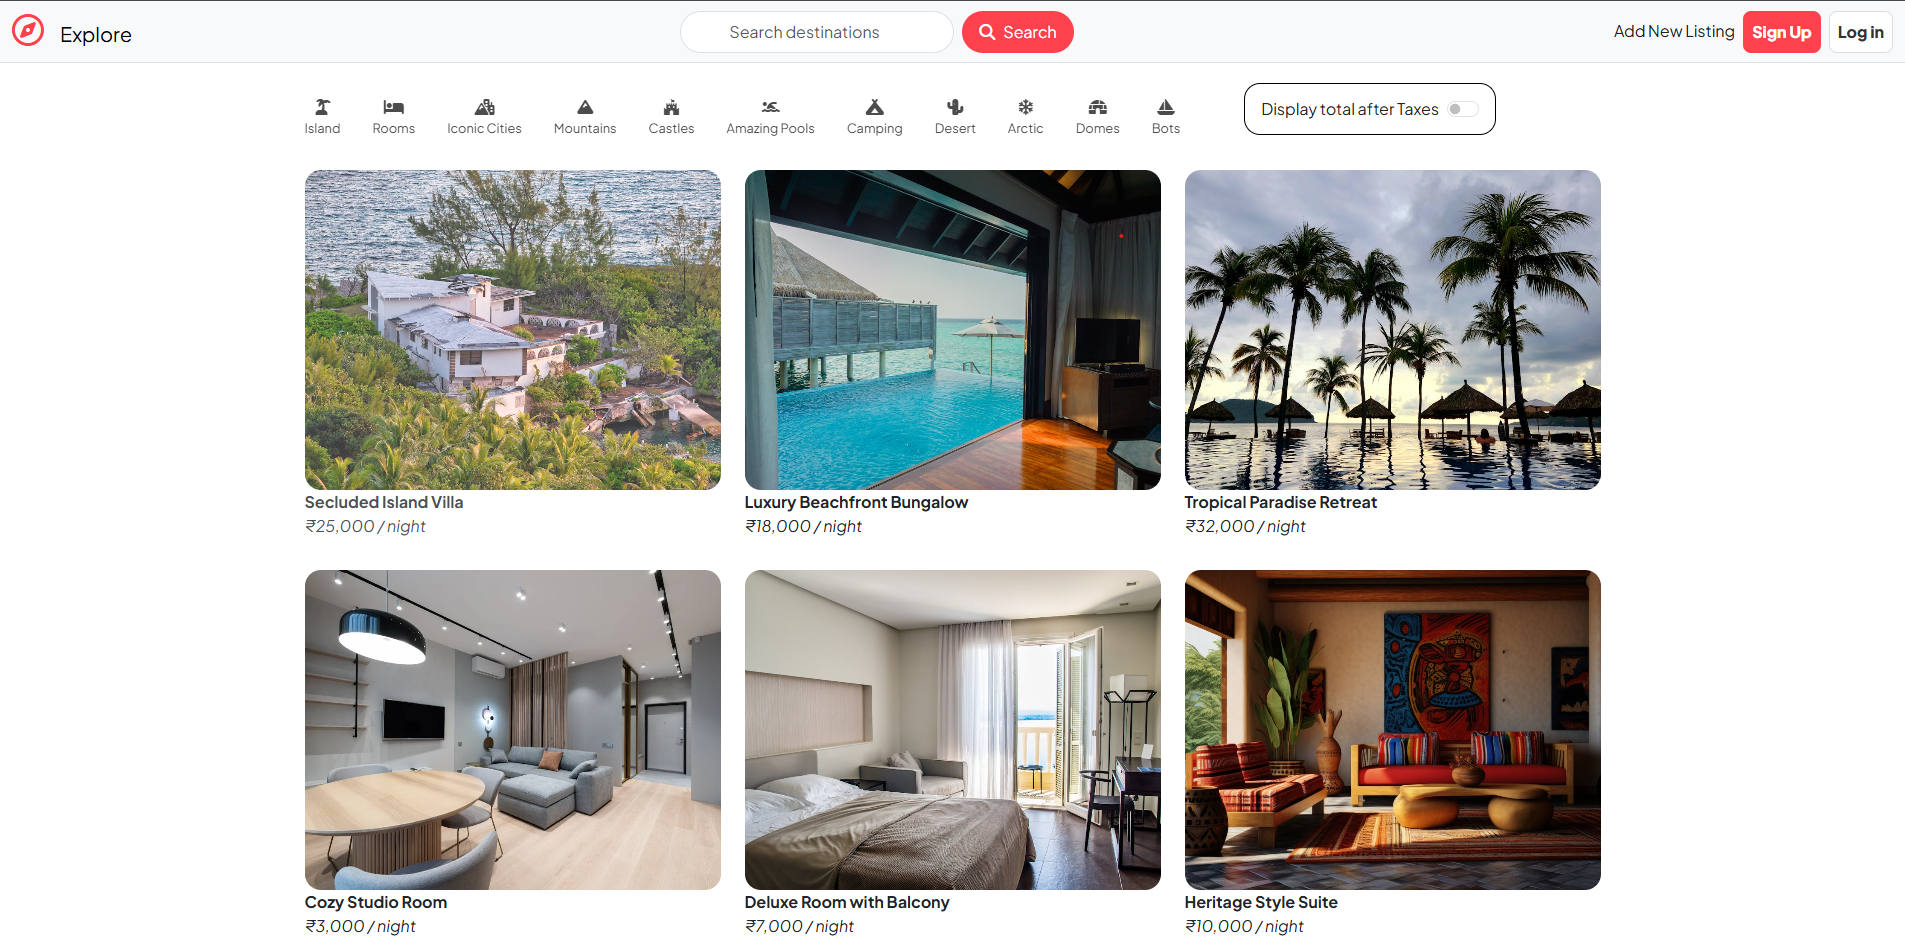 Explore
Search destinations
Search
Add New Listing
Sign Up
Log in
Island
Rooms
Iconic Cities
Mountains
Castles
Amazing Pools
Camping
Desert
Arctic
Domes
Bots
Display total after Taxes
Secluded Island Villa
₹25,000 / night
Luxury Beachfront Bungalow
₹18,000 / night
Tropical Paradise Retreat
₹32,000 / night
Cozy Studio Room
₹3,000 / night
Deluxe Room with Balcony
₹7,000 / night
Heritage Style Suite
₹10,000 / night